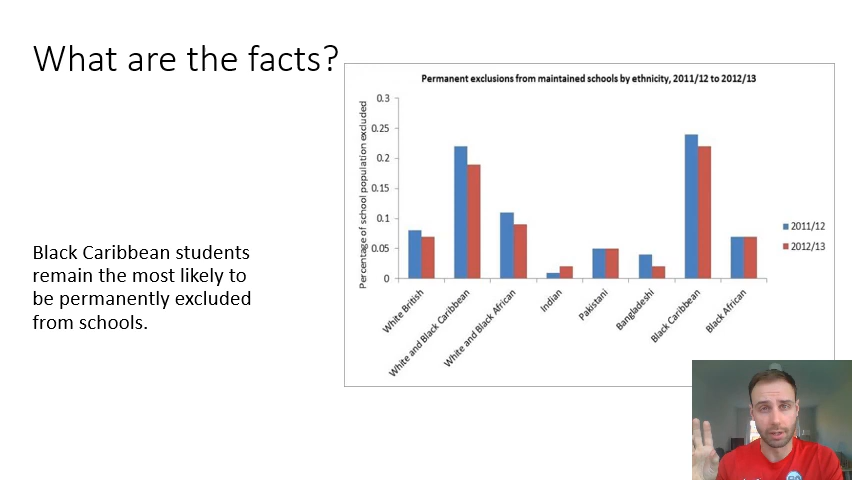 What are the facts?
Permanent exclusions from maintained schools by ethnicity, 2011/12 to 2012/13
Percentage of school population excluded
0.3
0.25
0.2
0.15
0.1
0.05
0
White British
White and Black Caribbean
White and Black African
Indian
Pakistani
Bangladeshi
Black Caribbean
Black African
2011/12
2012/13
Black Caribbean students
remain the most likely to
be permanently excluded
from schools.